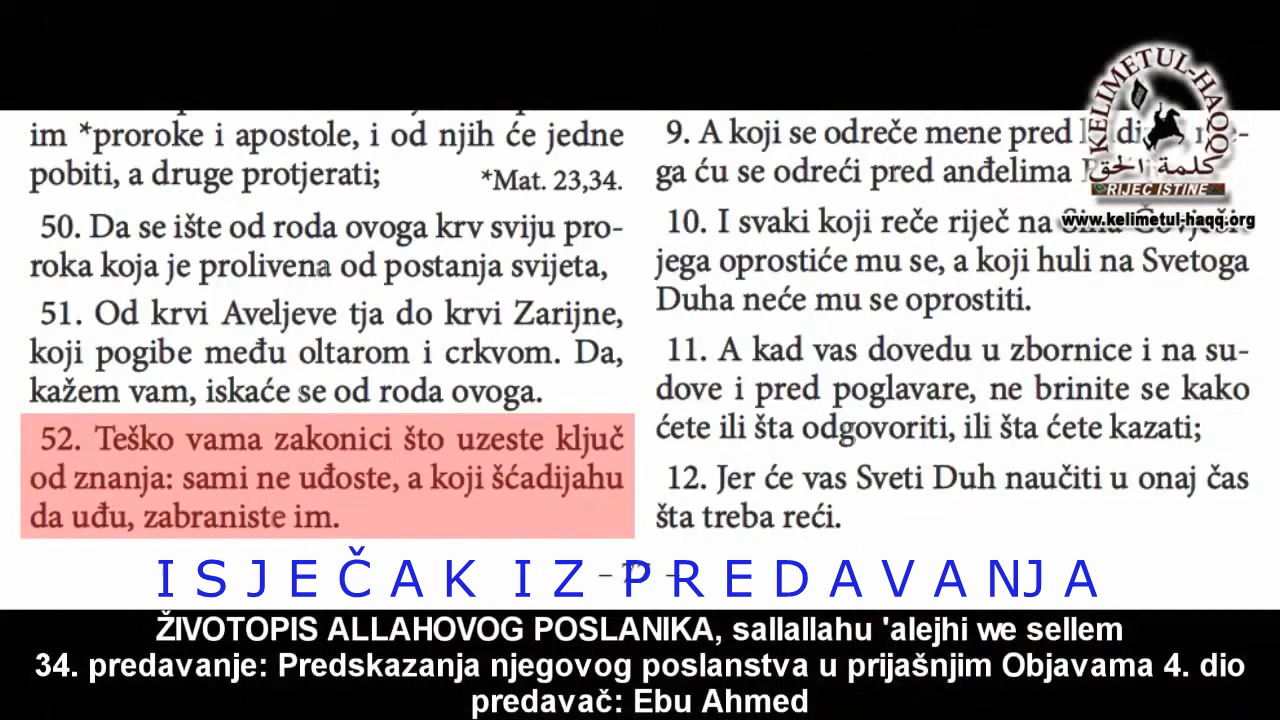 im *proroke i apostole, i od njih će jedne
pobiti, a druge protjerati;
*Mat. 23,34.
50. Da se ište od roda ovoga krv sviju pro-
roka koja je prolivena od postanja svijeta,
51. Od krvi Aveljeve tja do krvi Zarijne,
koji pogibe među oltarom i crkvom. Da,
kažem vam, iskaće se od roda ovoga.
52. Teško vama zakonici što uzeste ključ
od znanja: sami ne uđoste, a koji šćadijahu
da uđu, zabraniste im.
9. A koji se odreče mene pred
ga ću se odreći pred anđelima
10. I svaki koji reče riječ na
jega oprostiće mu se, a koji huli na Svetoga
Duha neće mu se oprostiti.
11. A kad vas dovedu u zbornice i na su-
dove i pred poglavare, ne brinite se kako
ćete ili šta odgovoriti, ili šta ćete kazati;
12. Jer će vas Sveti Duh naučiti u onaj čas
šta treba reći.
KELIMETUL-HAQQ
كلمة الحق
RIJEČ ISTINE
www.kelimetul-haqq.org
ISJEČAK IZ PREDAVANJA
ŽIVOTOPIS ALLAHOVOG POSLANIKA, sallallahu 'alejhi we sellem
34. predavanje: Predskazanja njegovog poslanstva u prijašnjim Objavama 4. dio
predavač: Ebu Ahmed